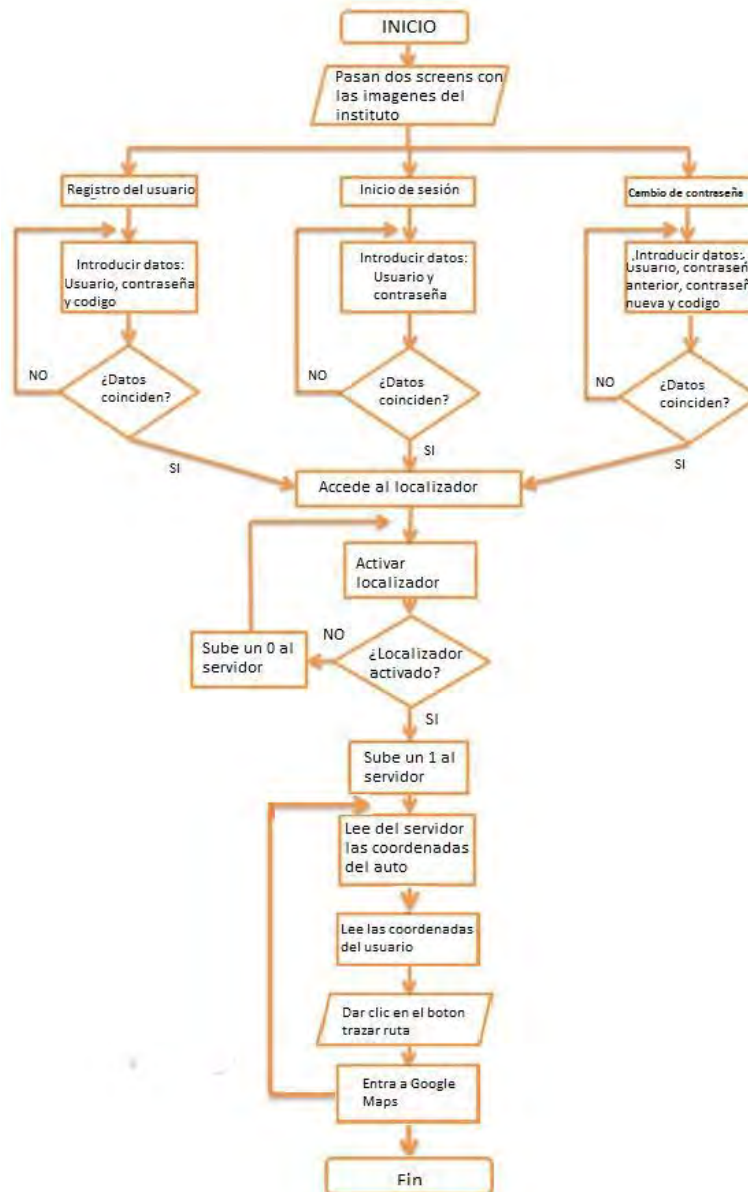 INICIO
Pasan dos screens con
las imagenes del
instituto
Registro del usuario
Inicio de sesión
Cambio de contraseña
Introducir datos:
Usuario, contraseña
y codigo
Introducir datos:
Usuario y
contraseña
Introducir datos:
Usuario, contraseñ
anterior, contraseñ
nueva y codigo
NO
¿Datos
coinciden?
NO
¿Datos
coinciden?
NO
¿Datos
coinciden?
SI
SI
SI
Accede al localizador
Activar
localizador
NO
Sube un 0 al
servidor
¿Localizador
activado?
SI
Sube un 1 al
servidor
Lee del servidor
las coordenadas
del auto
Lee las coordenadas
del usuario
Dar clic en el boton
trazar ruta
Entra a Google
Maps
Fin